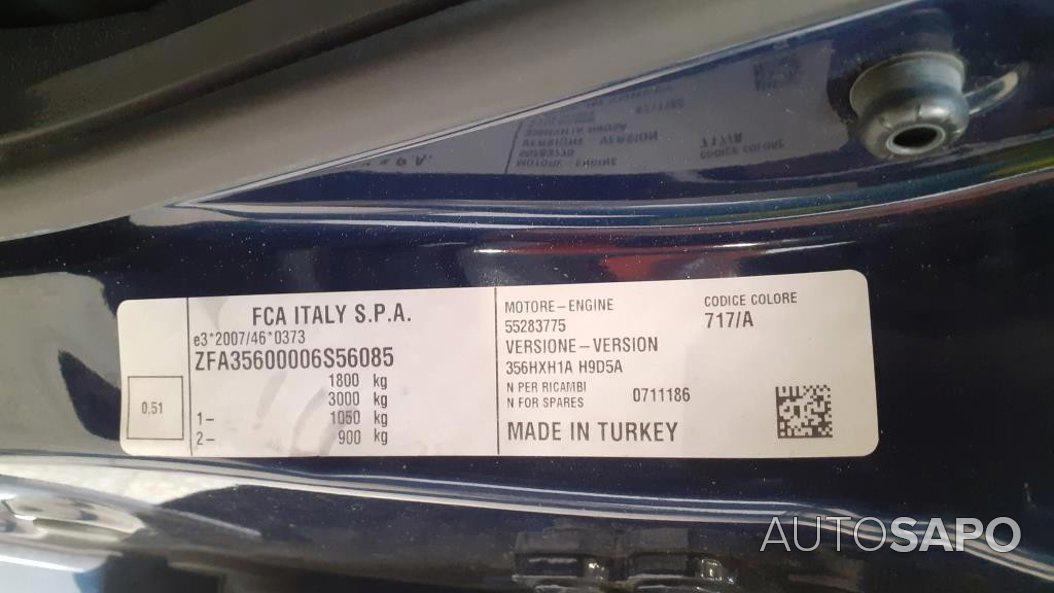 FCA ITALY S.P.A.
e3*2007/46*0373
ZFA35600006S56085
1800 kg
3000 kg
1- 1050 kg
2- 900 kg
0,51
MOTORE-ENGINE
55283775
VERSIONE-VERSION
356HXH1A H9D5A
N PER RICAMBI
N FOR SPARES 0711186
MADE IN TURKEY
CODICE COLORE
717/A
AUTOSAPO